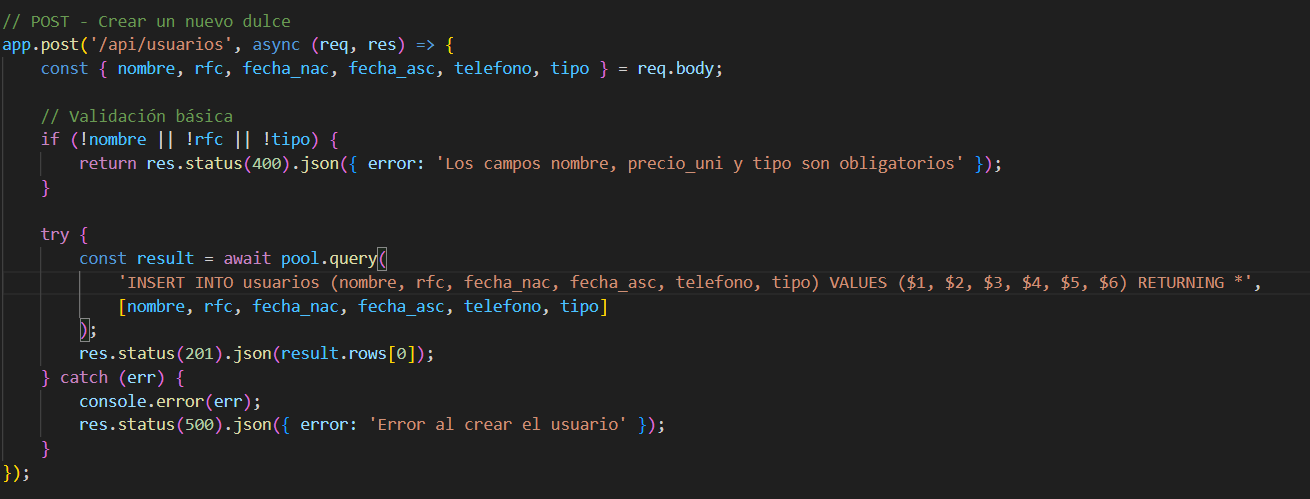 // POST - Crear un nuevo dulce
app.post('/api/usuarios', async (req, res) => {
    const { nombre, rfc, fecha_nac, fecha_asc, telefono, tipo } = req.body;

    // Validación básica
    if (!nombre || !rfc || !tipo) {
        return res.status(400).json({ error: 'Los campos nombre, precio_uni y tipo son obligatorios' });
    }

    try {
        const result = await pool.query(
            'INSERT INTO usuarios (nombre, rfc, fecha_nac, fecha_asc, telefono, tipo) VALUES ($1, $2, $3, $4, $5, $6) RETURNING *',
            [nombre, rfc, fecha_nac, fecha_asc, telefono, tipo]
        );
        res.status(201).json(result.rows[0]);
    } catch (err) {
        console.error(err);
        res.status(500).json({ error: 'Error al crear el usuario' });
    }
});